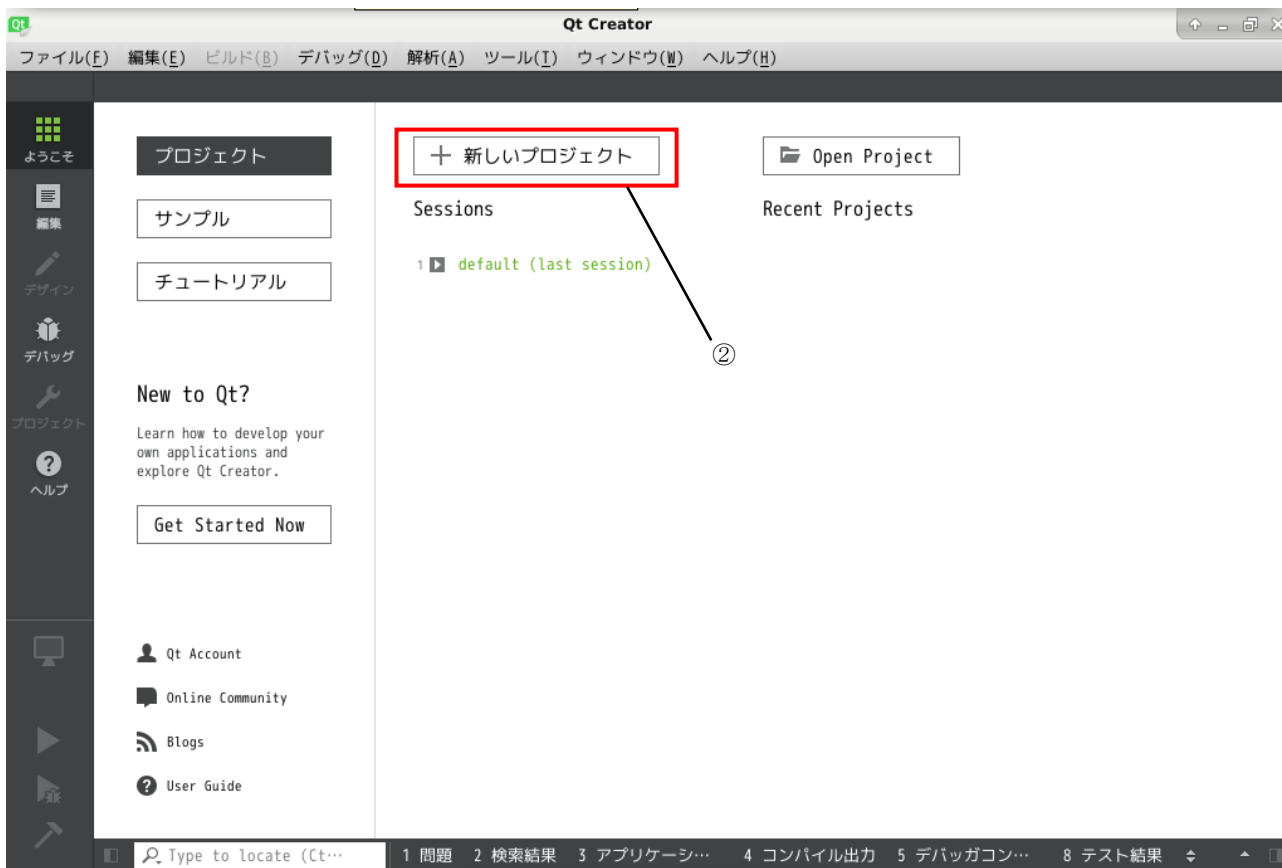 Qt Creator
ファイル(F) 編集(E) ビルド(B) デバッグ(D) 解析(A) ツール(T) ウィンドウ(W) ヘルプ(H)
ようこそ
編集
デザイン
デバッグ
プロジェクト
ヘルプ
プロジェクト
サンプル
チュートリアル
New to Qt?
Learn how to develop your
own applications and
explore Qt Creator.
Get Started Now
Qt Account
Online Community
Blogs
User Guide
新しいプロジェクト
Open Project
Sessions
Recent Projects
1 default (last session)
②
Type to locate (Ct…
1 問題 2 検索結果 3 アプリケーシ… 4 コンパイル出力 5 デバッガコン… 8 テスト結果